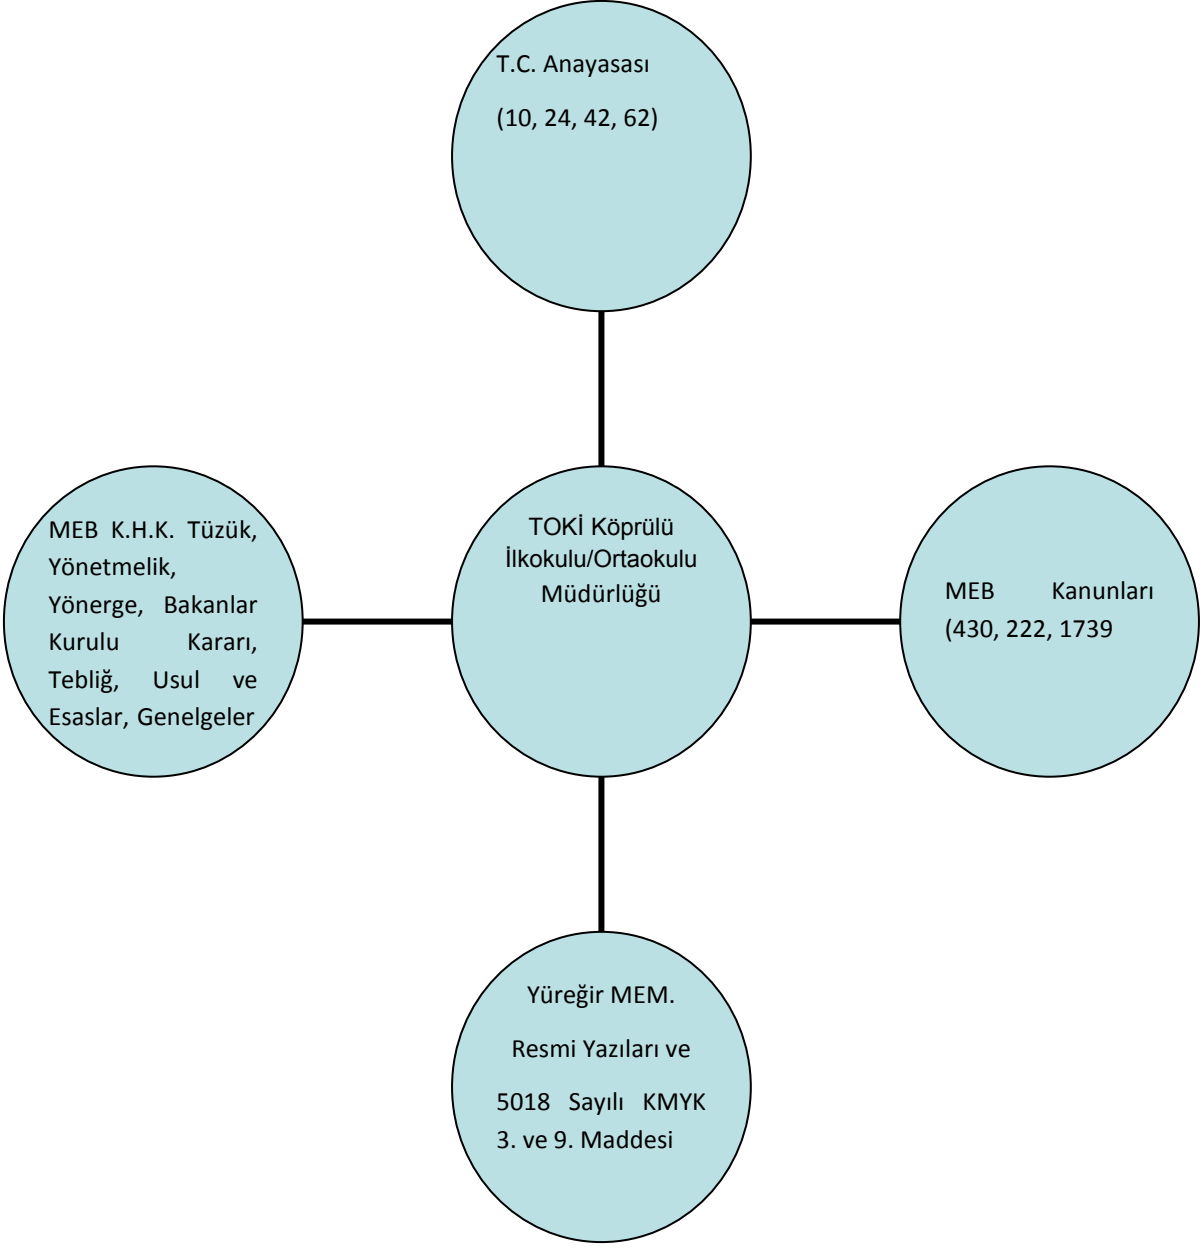 T.C. Anayasası
(10, 24, 42, 62)
MEB K.H.K. Tüzük,
Yönetmelik,
Yönerge, Bakanlar
Kurulu Kararı,
Tebliğ, Usul ve
Esaslar, Genelgeler
TOKİ Köprülü
İlkokulu/Ortaokulu
Müdürlüğü
MEB Kanunları
(430, 222, 1739
Yüreğir MEM.
Resmi Yazıları ve
5018 Sayılı KMYK
3. ve 9. Maddesi